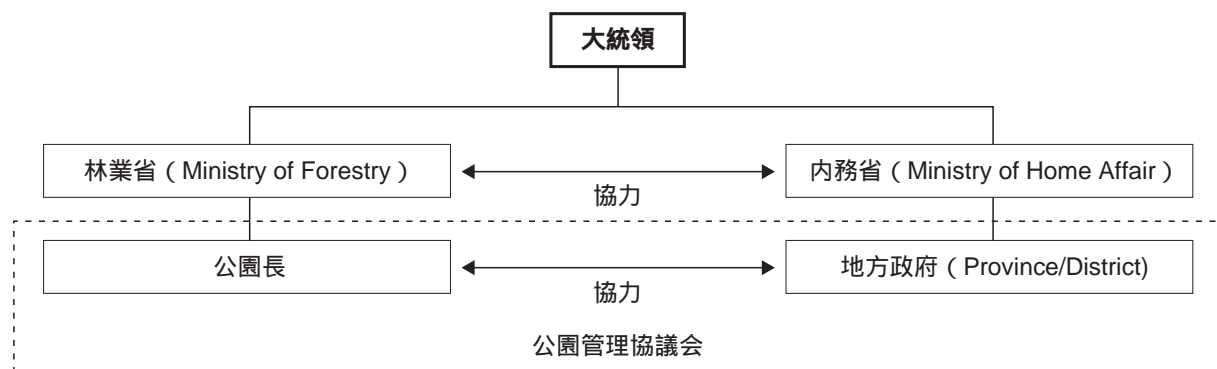 大統領
林業省（Ministry of Forestry）
内務省（Ministry of Home Affair）
協力
公園長
地方政府（Province/District)
協力
公園管理協議会